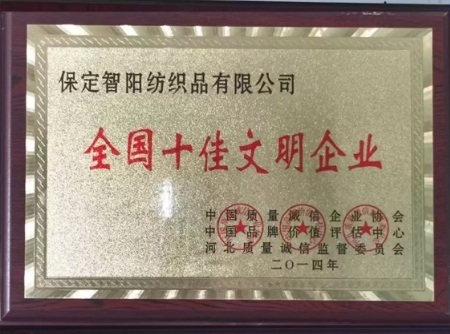 保定智阳纺织品有限公司
全国十佳文明企业
中国质量诚信企业协会
中国品牌价值评估中心
河北质量诚信监督委员会
二〇一四年